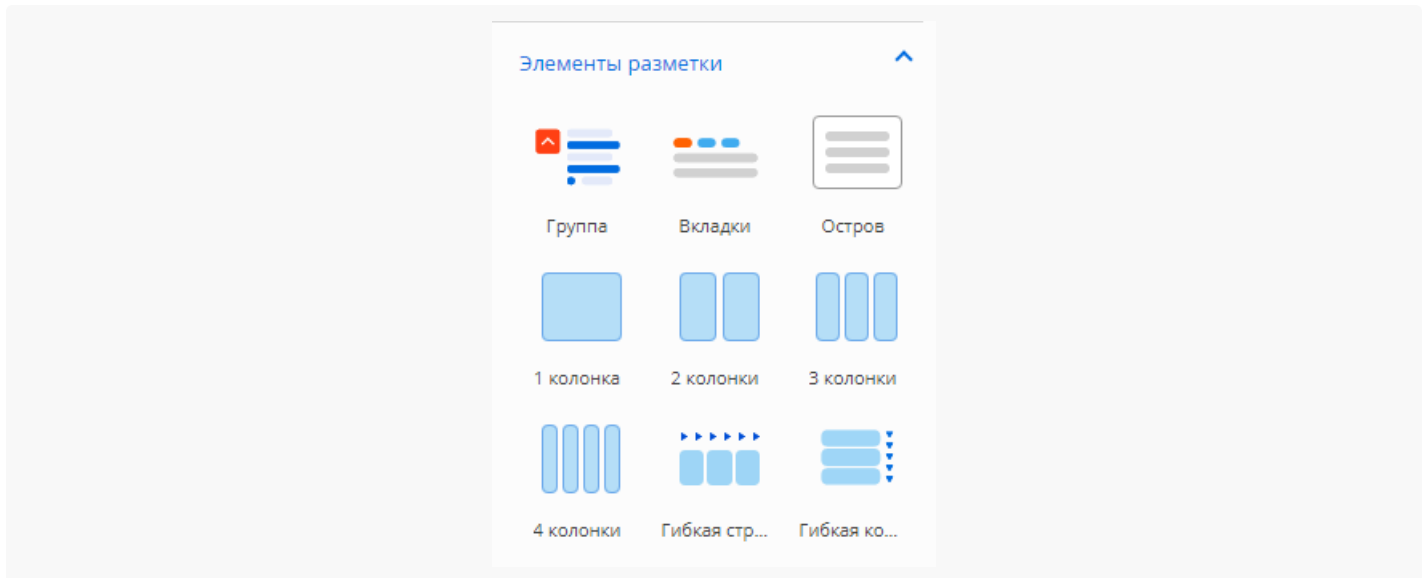 Элементы разметки
Группа Вкладки Остров
1 колонка 2 колонки 3 колонки
4 колонки Гибкая стр... Гибкая ко...